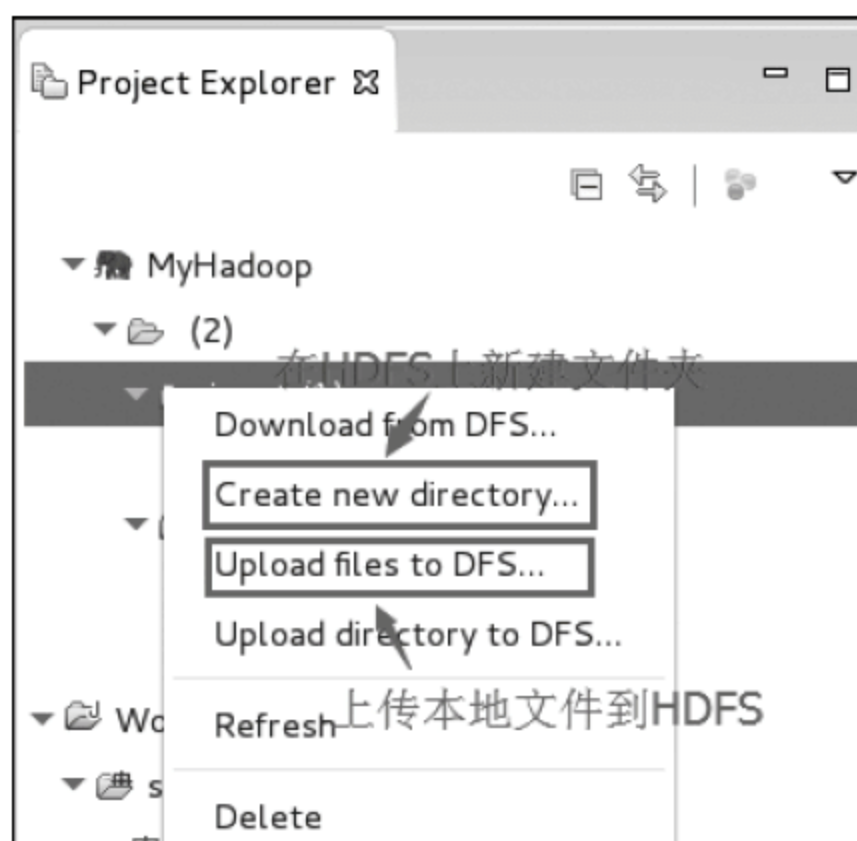 Project Explorer
MyHadoop
(2)
在HDFS上新建文件夹
Download from DFS...
Create new directory...
Upload files to DFS...
Upload directory to DFS...
上传本地文件到HDFS
Wo
Refresh
s
Delete